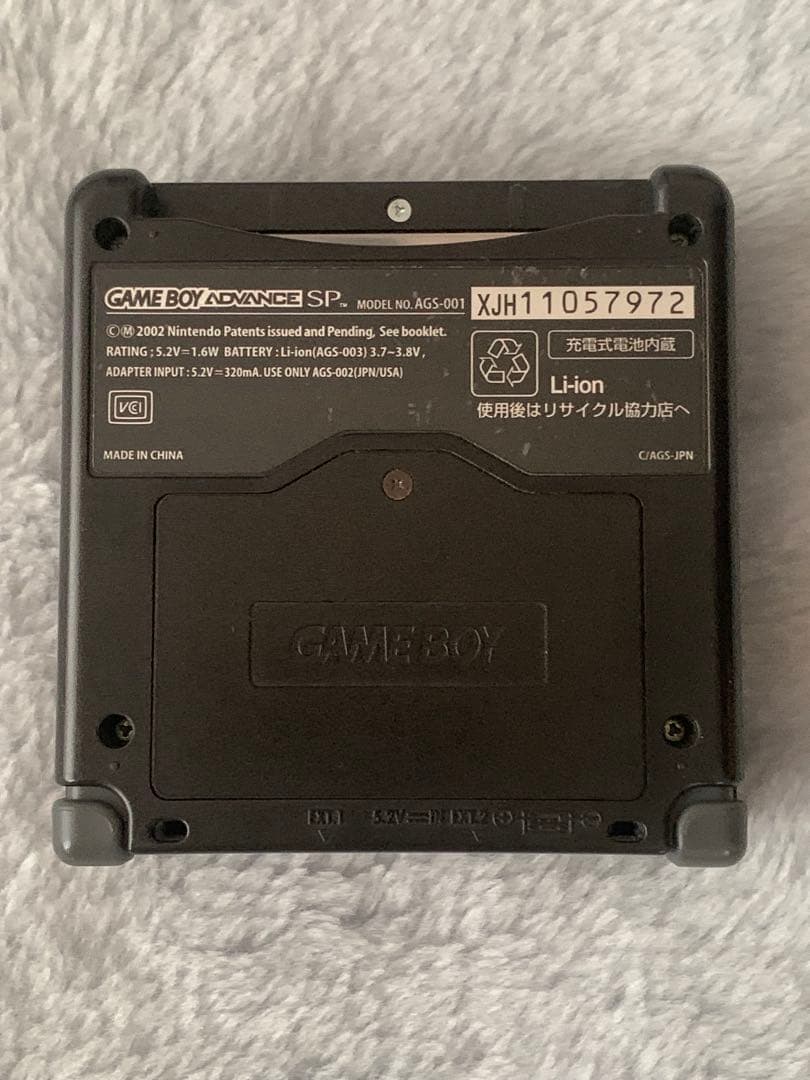 GAME BOY ADVANCE SP™ MODEL NO. AGS-001 XJH11057972
©Ⓜ 2002 Nintendo Patents issued and Pending, See booklet.
RATING ; 5.2V⎓1.6W BATTERY : Li-ion(AGS-003) 3.7~3.8V ,
ADAPTER INPUT : 5.2V⎓320mA. USE ONLY AGS-002(JPN/USA)
VCI
MADE IN CHINA
充電式電池内蔵
Li-ion
使用後はリサイクル協力店へ
C/AGS-JPN
GAME BOY
EXT.1 5.2V⎓IN EXT.2